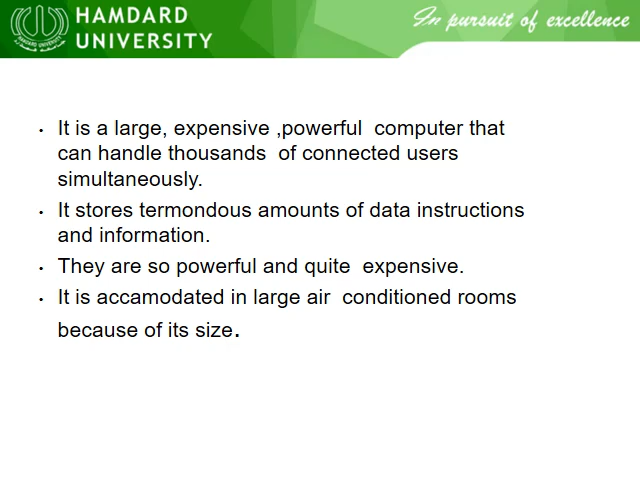 HAMDARD
UNIVERSITY
In pursuit of excellence
• It is a large, expensive ,powerful  computer that
can handle thousands  of connected users
simultaneously.
• It stores termondous amounts of data instructions
and information.
• They are so powerful and quite  expensive.
• It is accamodated in large air  conditioned rooms
because of its size.